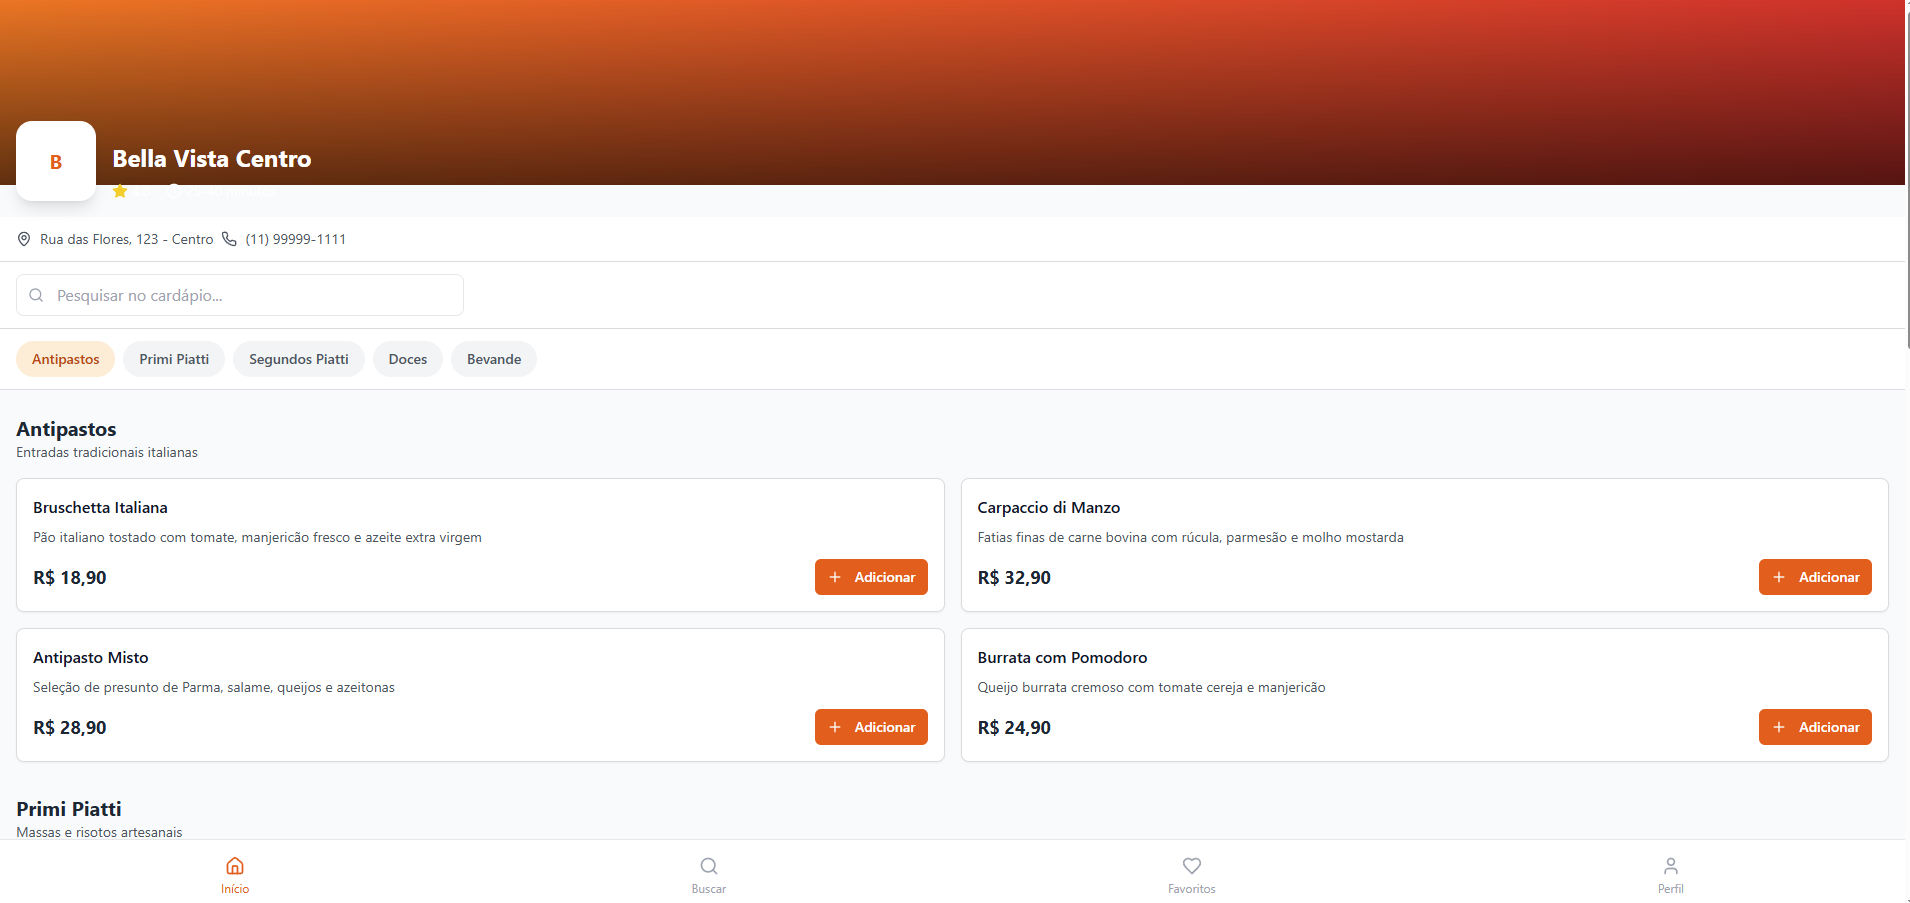 B
Bella Vista Centro
Rua das Flores, 123 - Centro (11) 99999-1111
Pesquisar no cardápio...
Antipastos Primi Piatti Segundos Piatti Doces Bevande
Antipastos
Entradas tradicionais italianas
Bruschetta Italiana
Pão italiano tostado com tomate, manjericão fresco e azeite extra virgem
R$ 18,90 Adicionar
Carpaccio di Manzo
Fatias finas de carne bovina com rúcula, parmesão e molho mostarda
R$ 32,90 Adicionar
Antipasto Misto
Seleção de presunto de Parma, salame, queijos e azeitonas
R$ 28,90 Adicionar
Burrata com Pomodoro
Queijo burrata cremoso com tomate cereja e manjericão
R$ 24,90 Adicionar
Primi Piatti
Massas e risotos artesanais
Início Buscar Favoritos Perfil